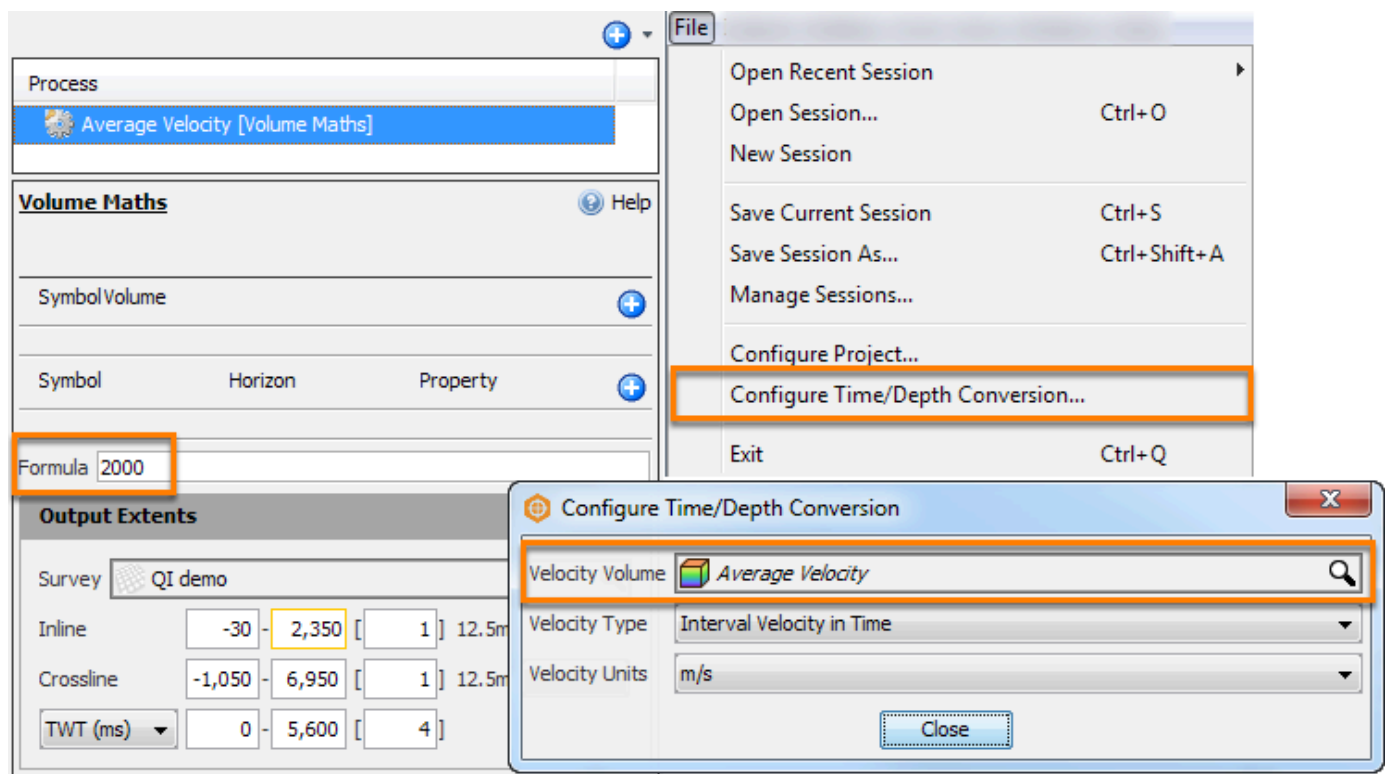 Process
Average Velocity [Volume Maths]
Volume Maths
Help
Symbol Volume
Symbol Horizon Property
Formula 2000
Output Extents
Survey QI demo
Inline -30 - 2,350 [ 1 ] 12.5m
Crossline -1,050 - 6,950 [ 1 ] 12.5m
TWT (ms) 0 - 5,600 [ 4 ]
File
Open Recent Session
Open Session... Ctrl+O
New Session
Save Current Session Ctrl+S
Save Session As... Ctrl+Shift+A
Manage Sessions...
Configure Project...
Configure Time/Depth Conversion...
Exit Ctrl+Q
Configure Time/Depth Conversion
Velocity Volume Average Velocity
Velocity Type Interval Velocity in Time
Velocity Units m/s
Close